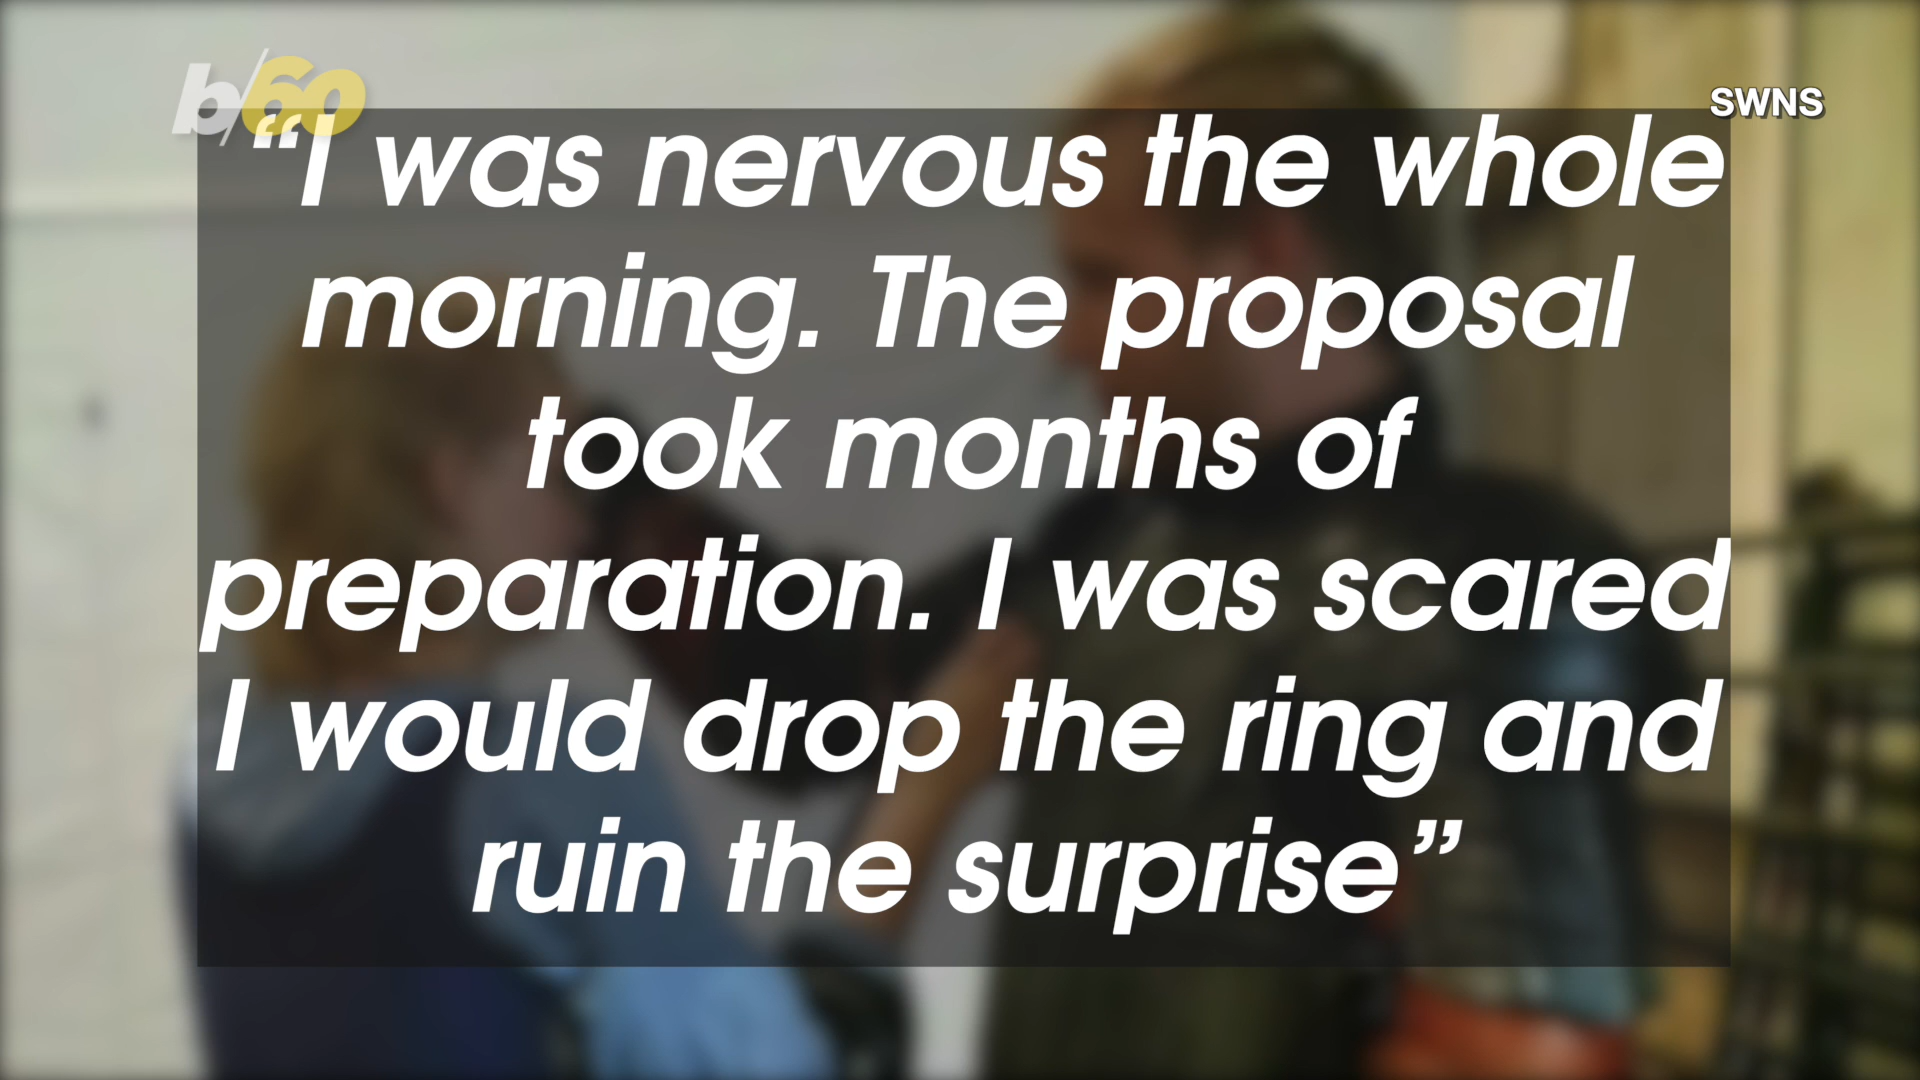 b/60
SWNS
“I was nervous the whole
morning. The proposal
took months of
preparation. I was scared
I would drop the ring and
ruin the surprise”